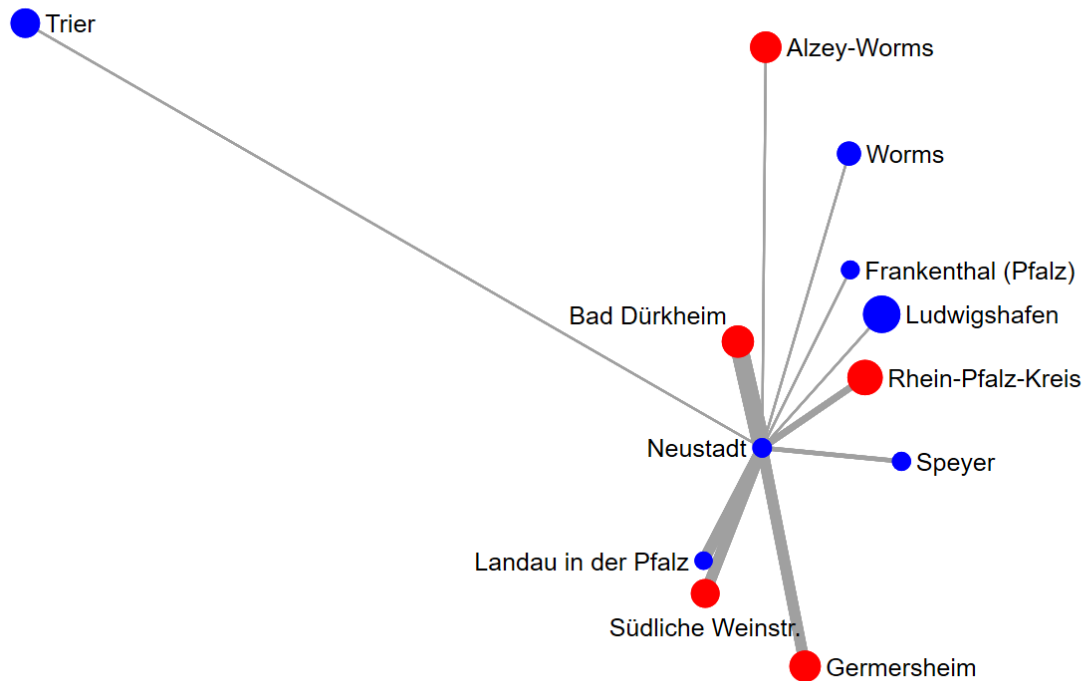 Trier
Alzey-Worms
Worms
Frankenthal (Pfalz)
Bad Dürkheim
Ludwigshafen
Rhein-Pfalz-Kreis
Neustadt
Speyer
Landau in der Pfalz
Südliche Weinstr.
Germersheim